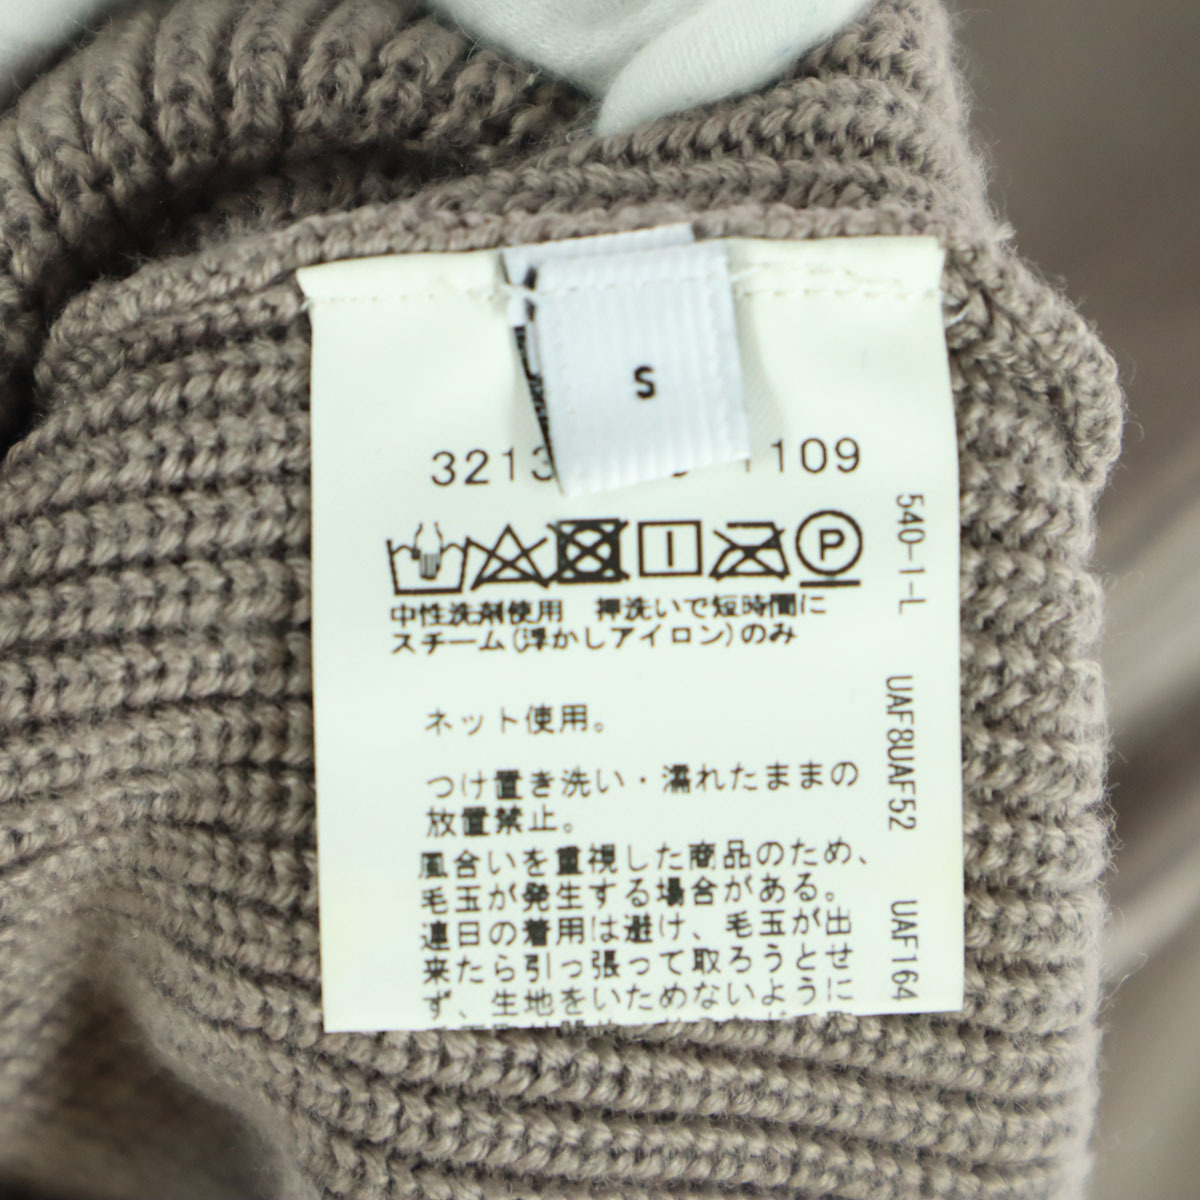 S
3213 1109
P
中性洗剤使用 押洗いで短時間に
スチーム(浮かしアイロン)のみ
ネット使用。
つけ置き洗い・濡れたままの
放置禁止。
風合いを重視した商品のため、
毛玉が発生する場合がある。
連日の着用は避け、毛玉が出
来たら引っ張って取ろうとせ
ず、生地をいためないように
540-1-L
UAF8UAF52
UAF164